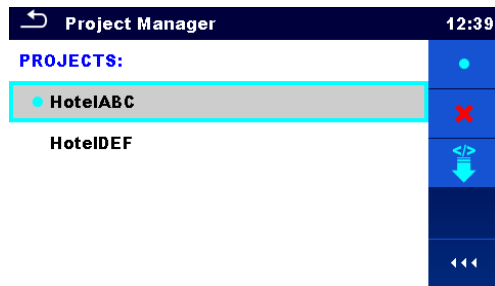 Project Manager 12:39
PROJECTS:
HotelABC
HotelDEF
</>